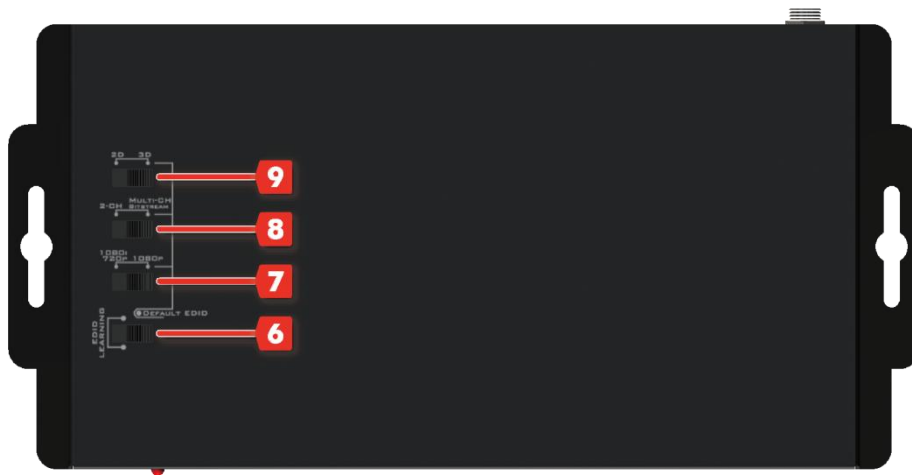 2D 3D
9
2-CH MULTI-CH
BITSTREAM
8
1080I
720P 1080P
7
DEFAULT EDID
EDID
LEARNING
6